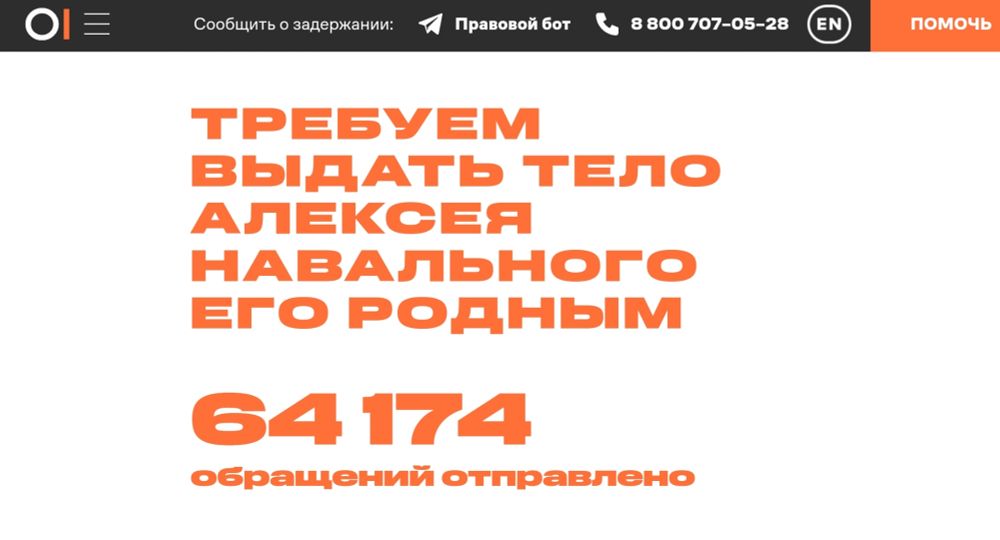 Сообщить о задержании: Правовой бот 8 800 707-05-28 EN ПОМОЧЬ
ТРЕБУЕМ
ВЫДАТЬ ТЕЛО
АЛЕКСЕЯ
НАВАЛЬНОГО
ЕГО РОДНЫМ
64 174
обращений отправлено